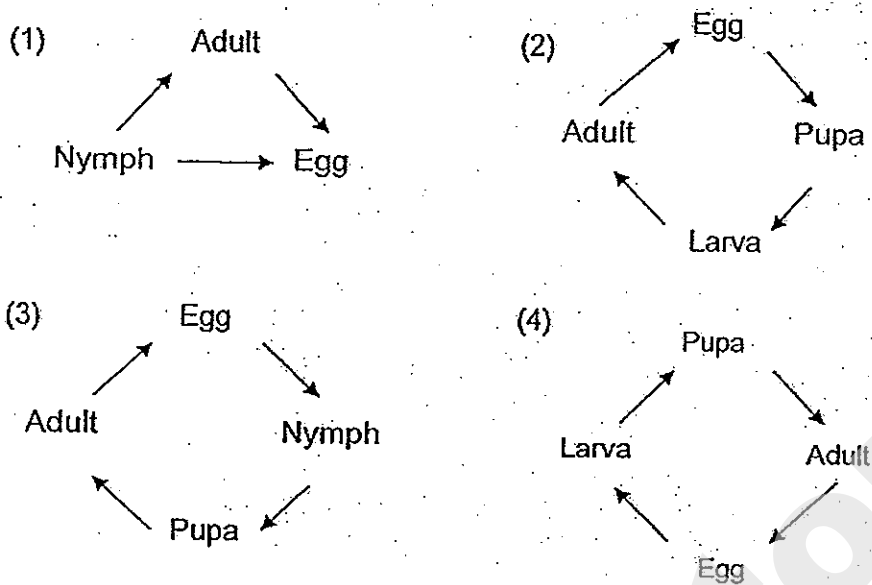 (1)
Adult
Nymph
Egg
(2)
Egg
Adult
Pupa
Larva
(3)
Egg
Adult
Nymph
Pupa
(4)
Pupa
Larva
Adult
Egg